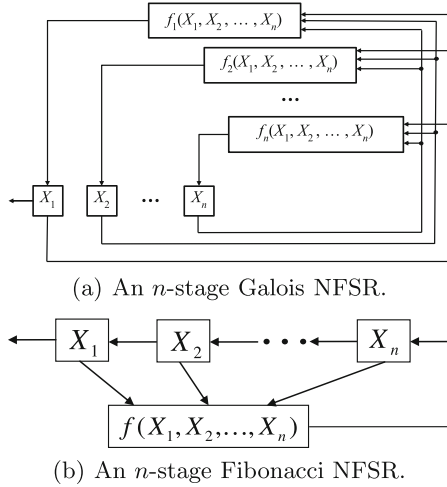 f₁(X₁, X₂, … , Xₙ)
f₂(X₁, X₂, … , Xₙ)
...
fₙ(X₁, X₂, … , Xₙ)
X₁ X₂ ... Xₙ
(a) An n-stage Galois NFSR.
X₁ X₂ • • • Xₙ
f(X₁, X₂,..., Xₙ)
(b) An n-stage Fibonacci NFSR.